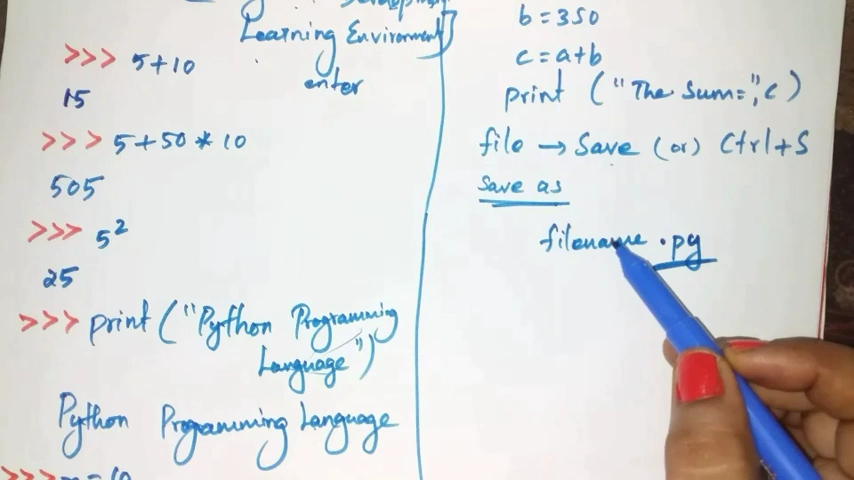 Learning Environment]
>>> 5+10
enter
15
>>> 5+50 * 10
505
>>> 5²
25
>>> print ("Python Programming
Language")
Python Programming Language
b=350
c=a+b
print ("The Sum=", c)
file → Save (or) Ctrl+S
Save as
filename .py